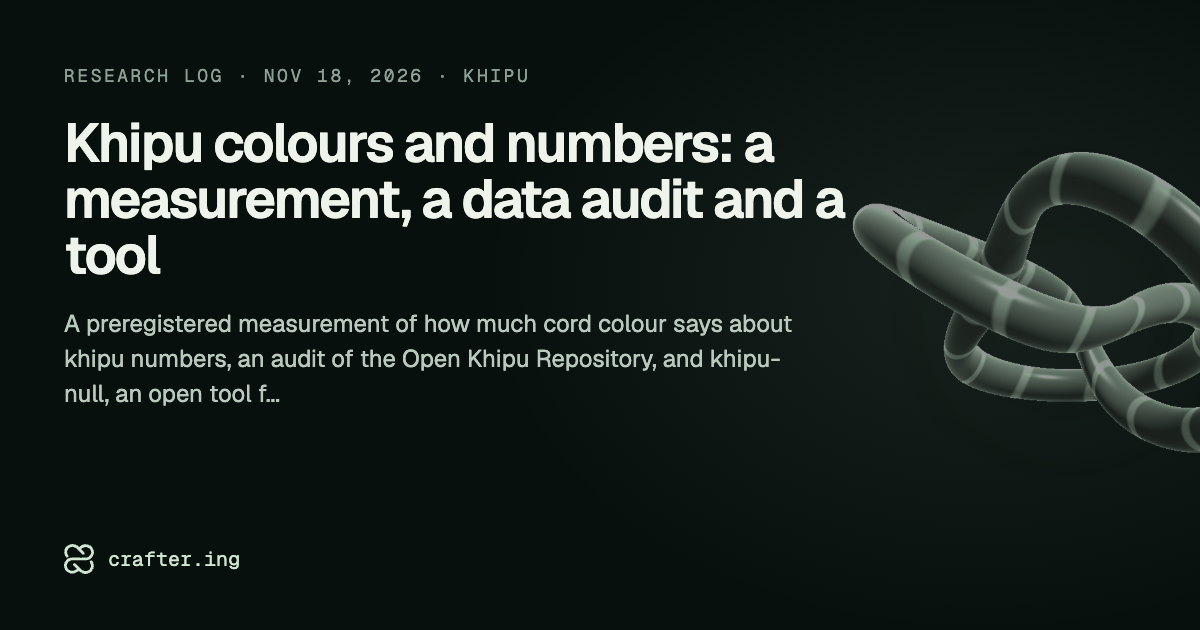 RESEARCH LOG · NOV 18, 2026 · KHIPU
Khipu colours and numbers: a
measurement, a data audit and a
tool
A preregistered measurement of how much cord colour says about
khipu numbers, an audit of the Open Khipu Repository, and khipu-
null, an open tool f...
crafter.ing